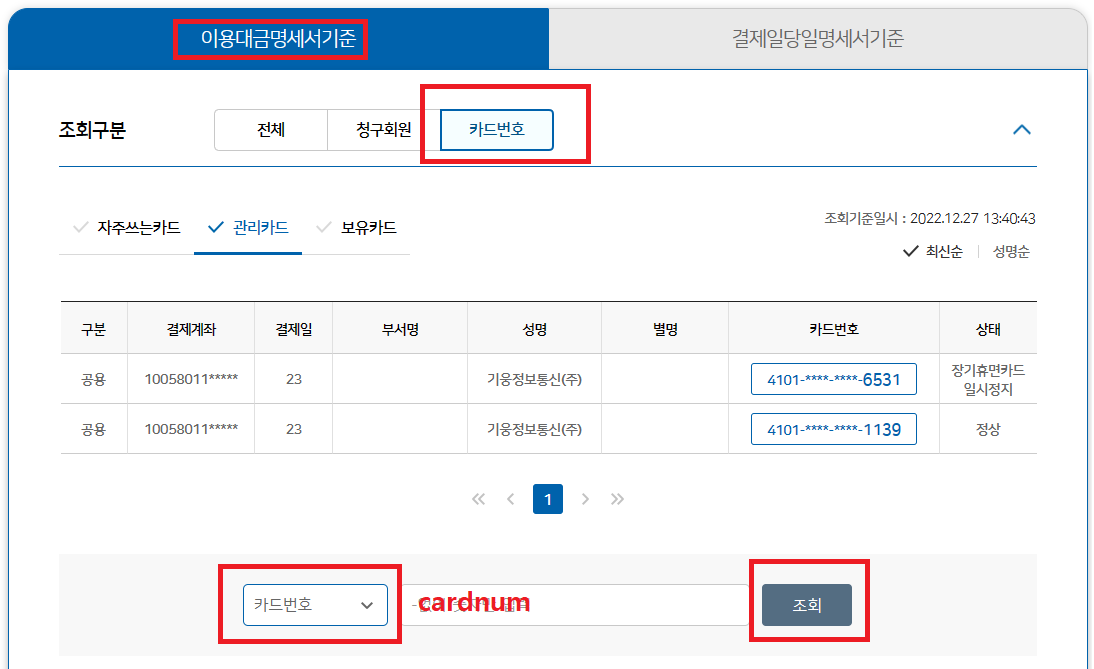 이용대금명세서기준
결제일당일명세서기준
조회구분
전체
청구회원
카드번호
자주쓰는카드
관리카드
보유카드
조회기준일시 : 2022.12.27 13:40:43
최신순
성명순
구분 결제계좌 결제일 부서명 성명 별명 카드번호 상태
공용 10058011***** 23 기웅정보통신(주) 4101-****-****-6531 장기휴면카드
일시정지
공용 10058011***** 23 기웅정보통신(주) 4101-****-****-1139 정상
1
카드번호
cardnum
조회